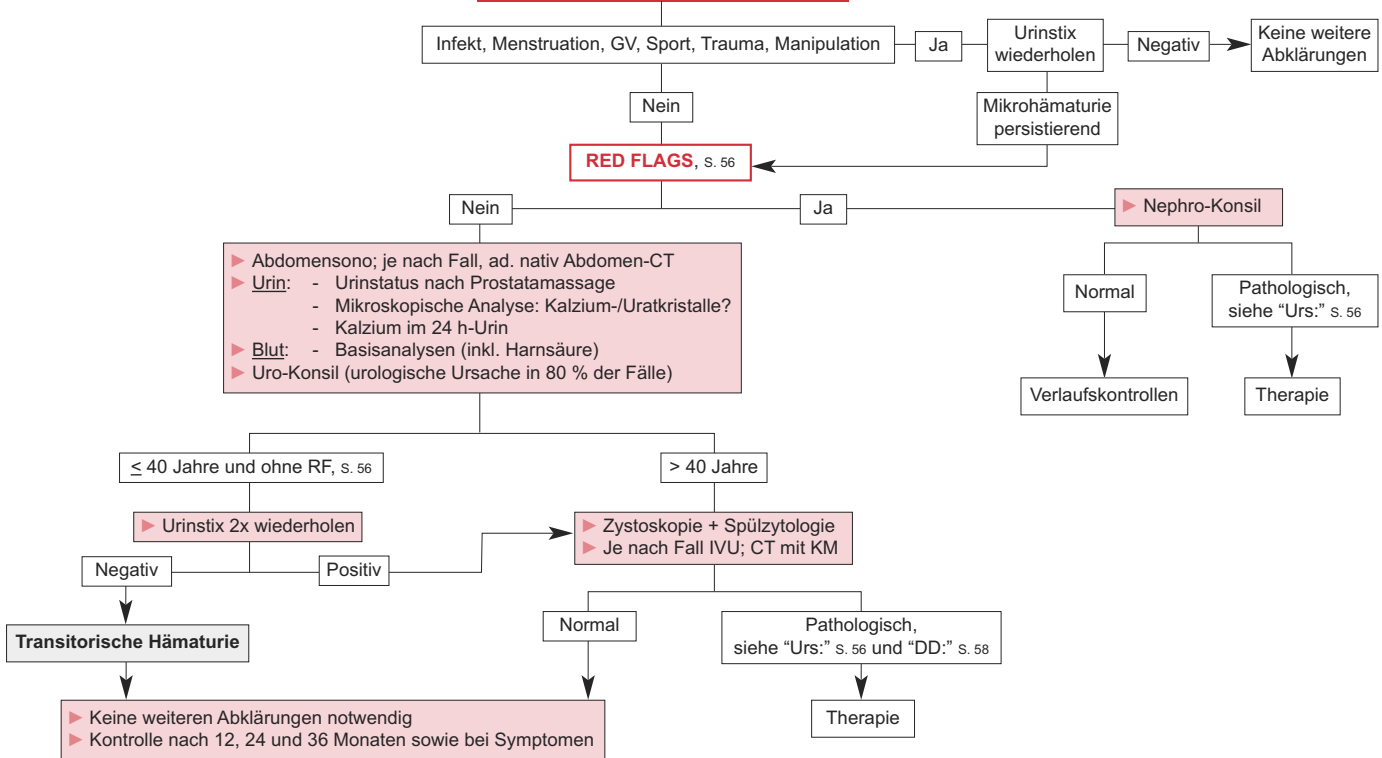 Infekt, Menstruation, GV, Sport, Trauma, Manipulation
Ja
Urinstix
wiederholen
Negativ
Keine weitere
Abklärungen
Nein
Mikrohämaturie
persistierend
RED FLAGS, S. 56
Nein
Ja
► Nephro-Konsil
► Abdomensono; je nach Fall, ad. nativ Abdomen-CT
► Urin: - Urinstatus nach Prostatamassage
- Mikroskopische Analyse: Kalzium-/Uratkristalle?
- Kalzium im 24 h-Urin
► Blut: - Basisanalysen (inkl. Harnsäure)
► Uro-Konsil (urologische Ursache in 80 % der Fälle)
Normal
Pathologisch,
siehe “Urs:” S. 56
Verlaufskontrollen
Therapie
≤ 40 Jahre und ohne RF, S. 56
> 40 Jahre
► Urinstix 2x wiederholen
► Zystoskopie + Spülzytologie
► Je nach Fall IVU; CT mit KM
Negativ
Positiv
Transitorische Hämaturie
Normal
Pathologisch,
siehe “Urs:” S. 56 und “DD:” S. 58
► Keine weiteren Abklärungen notwendig
► Kontrolle nach 12, 24 und 36 Monaten sowie bei Symptomen
Therapie